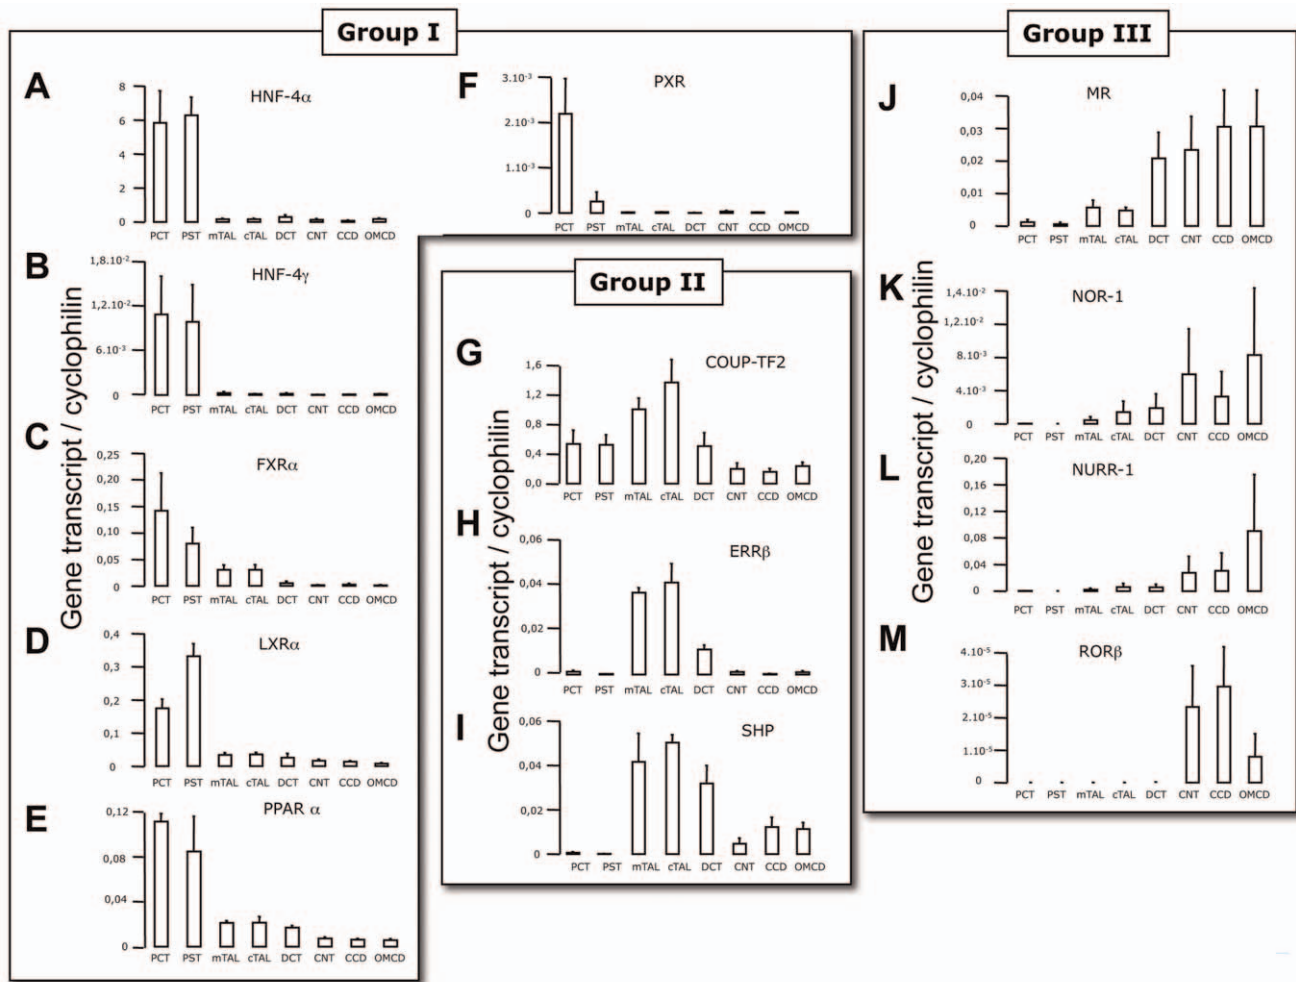 Group I
A
HNF-4α
8
6
4
2
0
PCT PST mTAL cTAL DCT CNT CCD OMCD
B
HNF-4γ
1,8.10⁻²
1,2.10⁻²
6.10⁻³
0
PCT PST mTAL cTAL DCT CNT CCD OMCD
C
FXRα
0,25
0,20
0,15
0,10
0,05
0
PCT PST mTAL cTAL DCT CNT CCD OMCD
D
LXRα
0,4
0,3
0,2
0,1
0
PCT PST mTAL cTAL DCT CNT CCD OMCD
E
PPAR α
0,12
0,08
0,04
0
PCT PST mTAL cTAL DCT CNT CCD OMCD
Gene transcript / cyclophilin
F
PXR
3.10⁻³
2.10⁻³
1.10⁻³
0
PCT PST mTAL cTAL DCT CNT CCD OMCD
Group II
G
COUP-TF2
1,6
1,2
0,8
0,4
0,0
PCT PST mTAL cTAL DCT CNT CCD OMCD
H
ERRβ
0,06
0,04
0,02
0
PCT PST mTAL cTAL DCT CNT CCD OMCD
I
SHP
0,06
0,04
0,02
0
PCT PST mTAL cTAL DCT CNT CCD OMCD
Gene transcript / cyclophilin
Group III
J
MR
0,04
0,03
0,02
0,01
0
PCT PST mTAL cTAL DCT CNT CCD OMCD
K
NOR-1
1,4.10⁻²
1,2.10⁻²
8.10⁻³
4.10⁻³
0
PCT PST mTAL cTAL DCT CNT CCD OMCD
L
NURR-1
0,20
0,16
0,12
0,08
0,04
0
PCT PST mTAL cTAL DCT CNT CCD OMCD
M
RORβ
4.10⁻⁵
3.10⁻⁵
2.10⁻⁵
1.10⁻⁵
0
PCT PST mTAL cTAL DCT CNT CCD OMCD
Gene transcript / cyclophilin